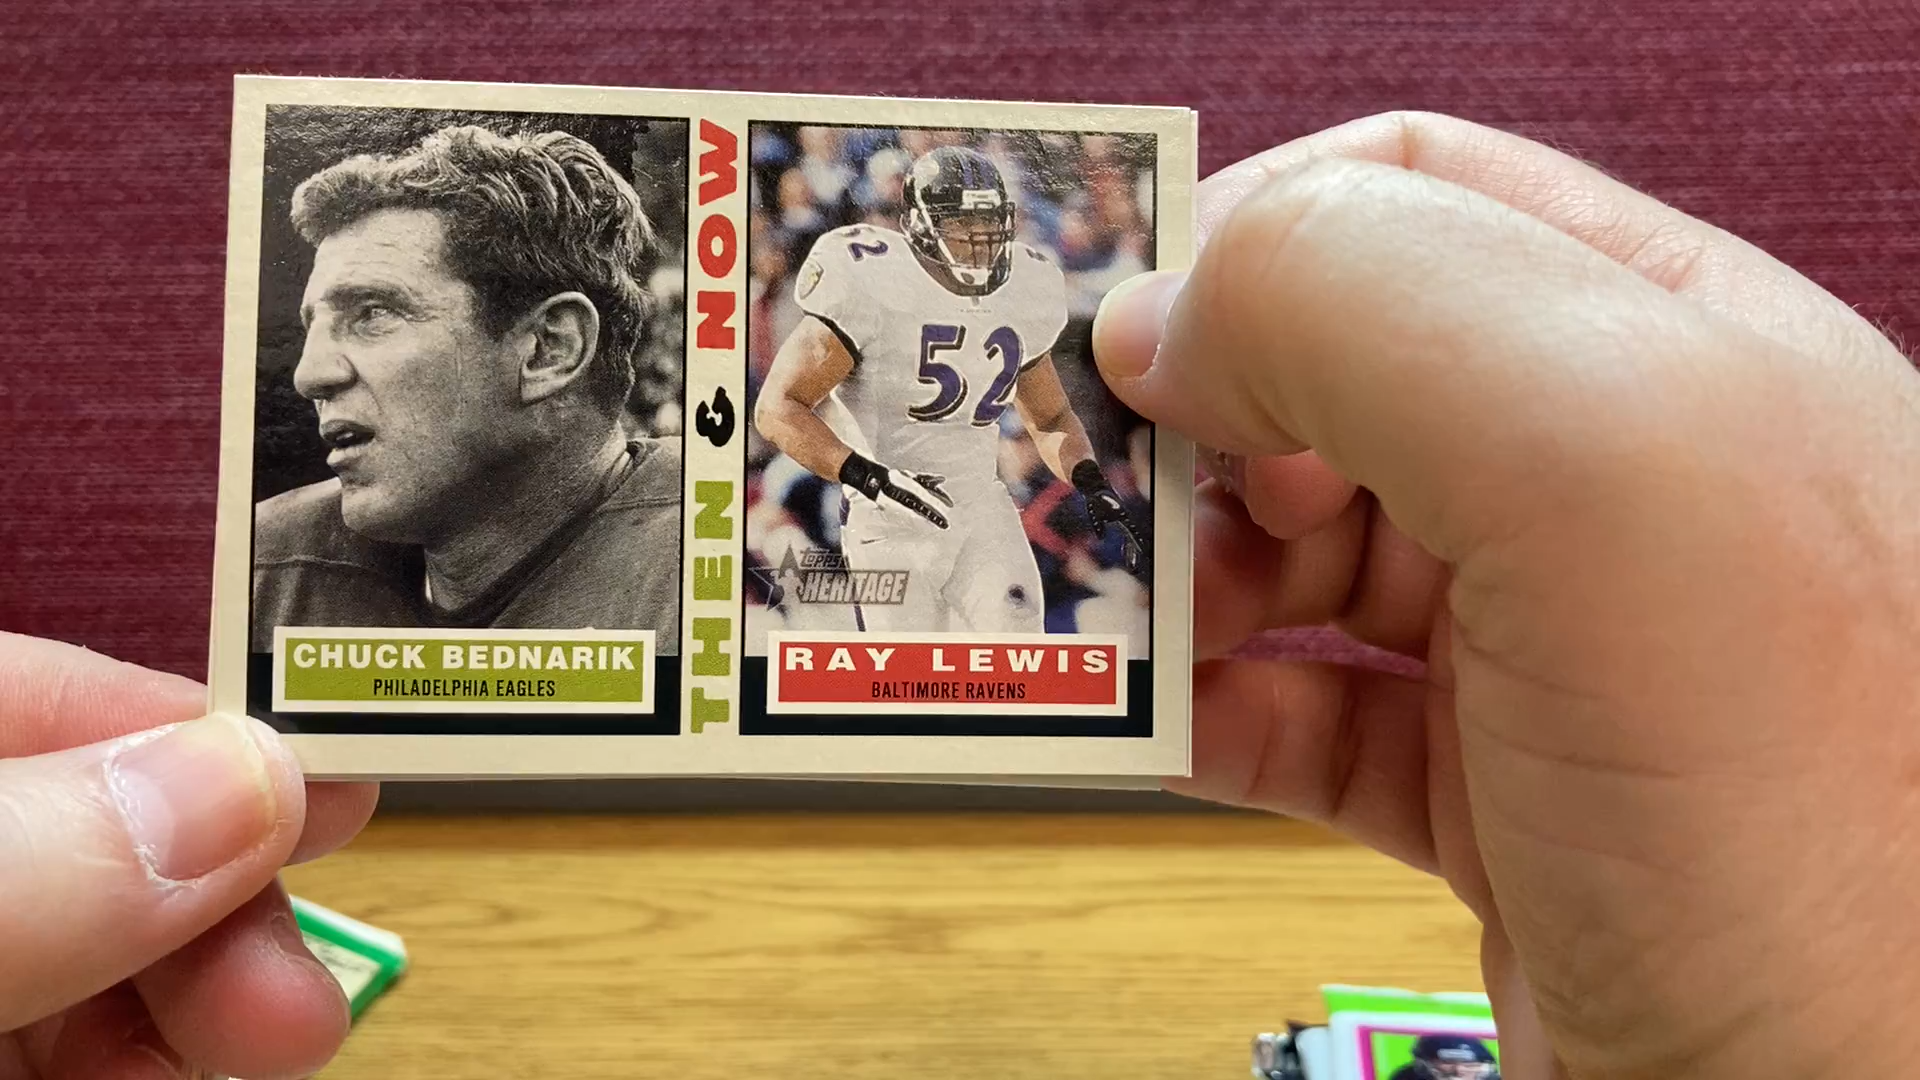 CHUCK BEDNARIK
PHILADELPHIA EAGLES
THEN & NOW
52
52
topps
HERITAGE
RAY LEWIS
BALTIMORE RAVENS